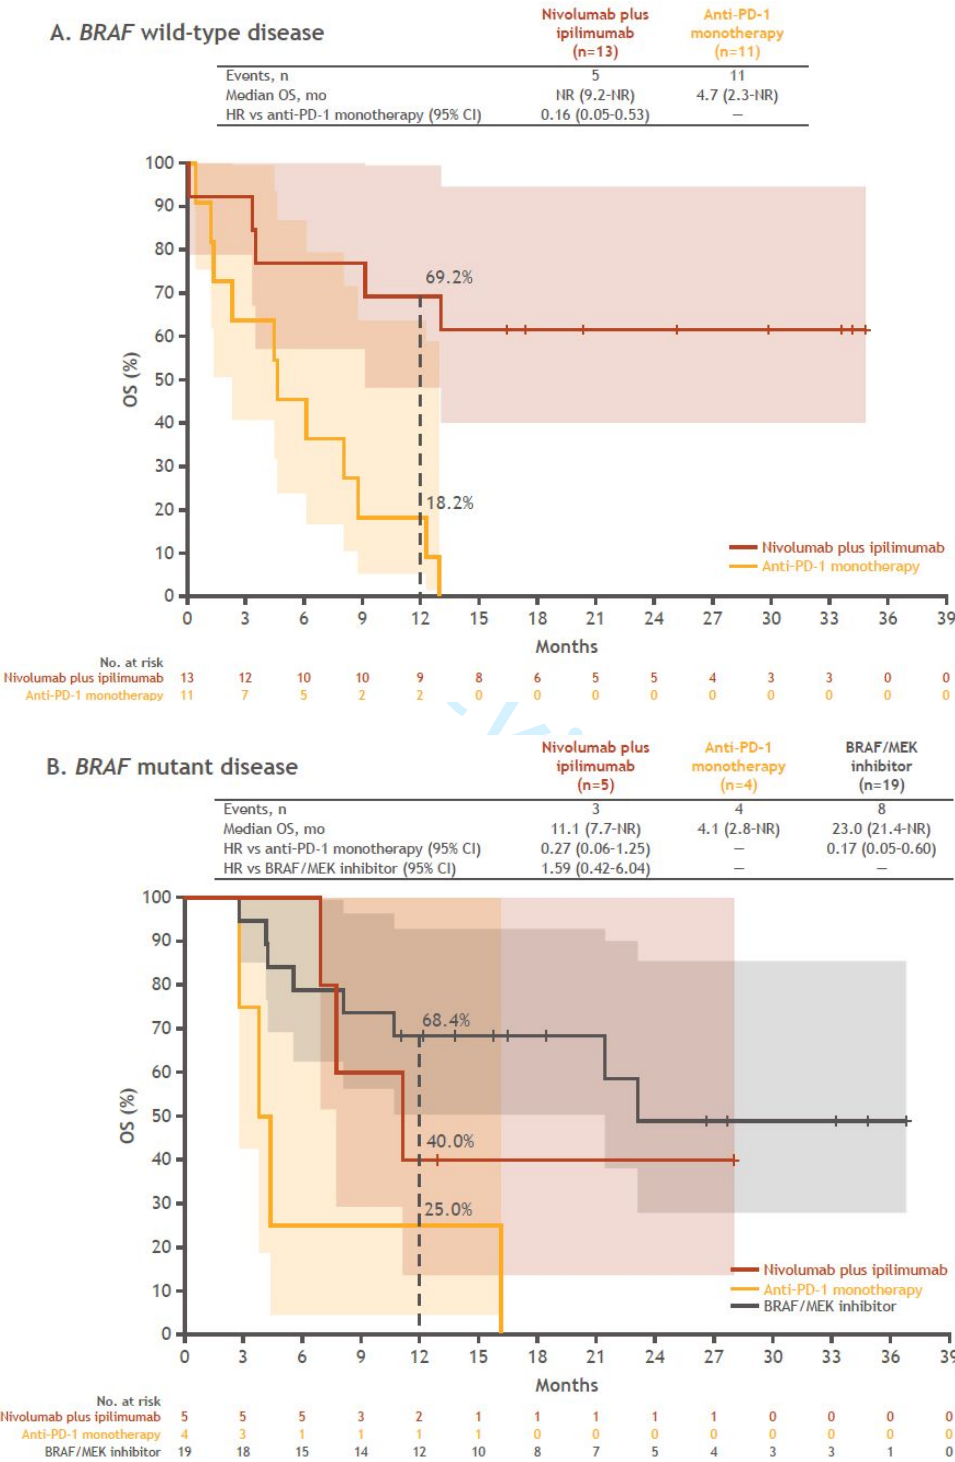 A. BRAF wild-type disease
Nivolumab plus ipilimumab (n=13) Anti-PD-1 monotherapy (n=11)
Events, n 5 11
Median OS, mo NR (9.2-NR) 4.7 (2.3-NR)
HR vs anti-PD-1 monotherapy (95% CI) 0.16 (0.05-0.53) —
100
90
80
70
60
50
40
30
20
10
0
OS (%)
69.2%
18.2%
Nivolumab plus ipilimumab
Anti-PD-1 monotherapy
0 3 6 9 12 15 18 21 24 27 30 33 36 39
Months
No. at risk
Nivolumab plus ipilimumab 13 12 10 10 9 8 6 5 5 4 3 3 0 0
Anti-PD-1 monotherapy 11 7 5 2 2 0 0 0 0 0 0 0 0 0
B. BRAF mutant disease
Nivolumab plus ipilimumab (n=5) Anti-PD-1 monotherapy (n=4) BRAF/MEK inhibitor (n=19)
Events, n 3 4 8
Median OS, mo 11.1 (7.7-NR) 4.1 (2.8-NR) 23.0 (21.4-NR)
HR vs anti-PD-1 monotherapy (95% CI) 0.27 (0.06-1.25) — 0.17 (0.05-0.60)
HR vs BRAF/MEK inhibitor (95% CI) 1.59 (0.42-6.04) — —
100
90
80
70
60
50
40
30
20
10
0
OS (%)
68.4%
40.0%
25.0%
Nivolumab plus ipilimumab
Anti-PD-1 monotherapy
BRAF/MEK inhibitor
0 3 6 9 12 15 18 21 24 27 30 33 36 39
Months
No. at risk
Nivolumab plus ipilimumab 5 5 5 3 2 1 1 1 1 1 0 0 0 0
Anti-PD-1 monotherapy 4 3 1 1 1 1 0 0 0 0 0 0 0 0
BRAF/MEK inhibitor 19 18 15 14 12 10 8 7 5 4 3 3 1 0